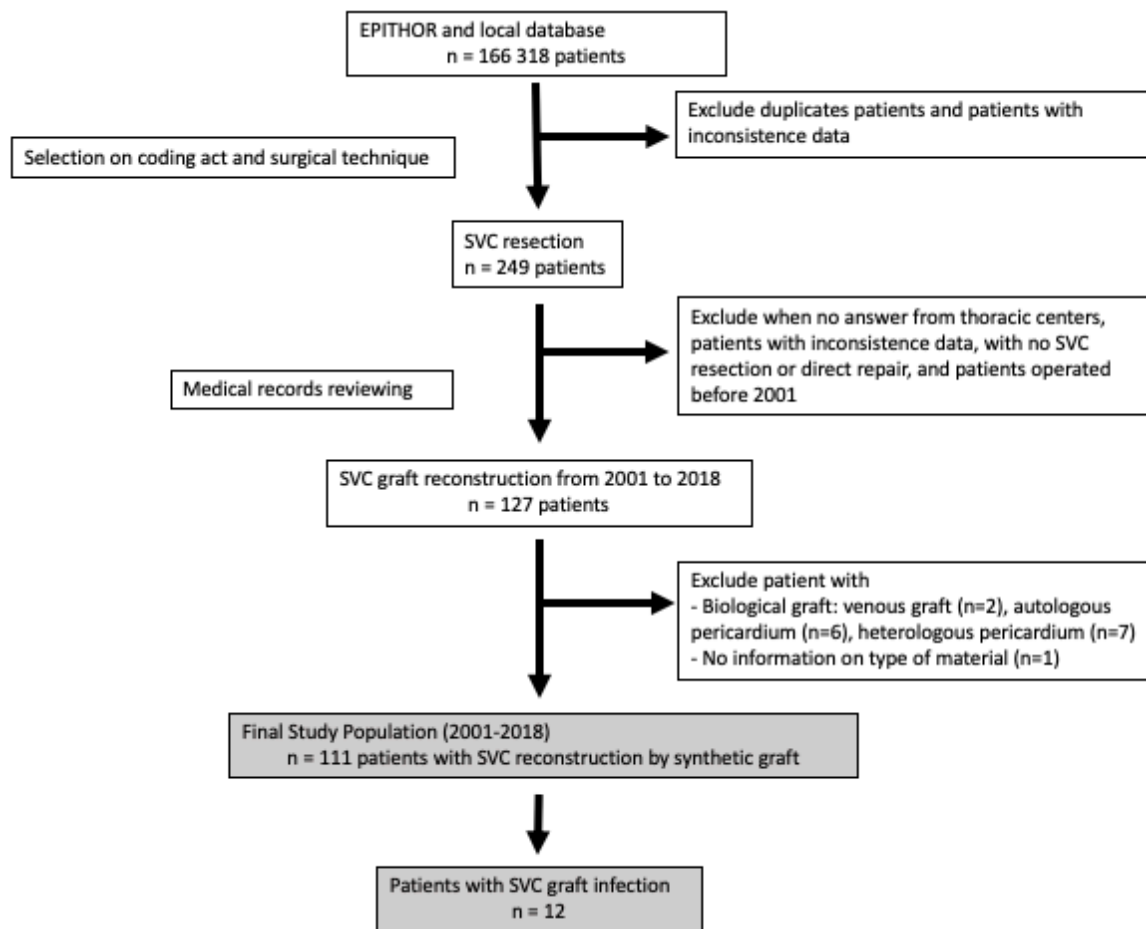 EPITHOR and local database
n = 166 318 patients
Exclude duplicates patients and patients with
inconsistence data
Selection on coding act and surgical technique
SVC resection
n = 249 patients
Exclude when no answer from thoracic centers,
patients with inconsistence data, with no SVC
resection or direct repair, and patients operated
before 2001
Medical records reviewing
SVC graft reconstruction from 2001 to 2018
n = 127 patients
Exclude patient with
- Biological graft: venous graft (n=2), autologous
pericardium (n=6), heterologous pericardium (n=7)
- No information on type of material (n=1)
Final Study Population (2001-2018)
n = 111 patients with SVC reconstruction by synthetic graft
Patients with SVC graft infection
n = 12